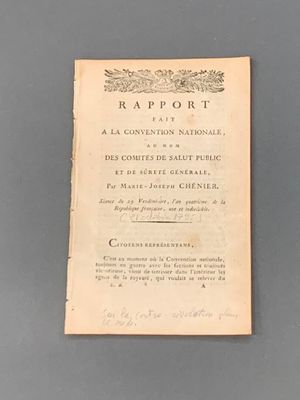 RAPPORT
FAIT
A LA CONVENTION NATIONALE,
AU NOM
DES COMITÉS DE SALUT PUBLIC
ET DE SÛRETÉ GÉNÉRALE,
Par MARIE-JOSEPH CHÉNIER.
Séance du 29 Vendémiaire, l'an quatrième de la
République française, une et indivisible.
CITOYENS REPRÉSENTANS,
C'est au moment où la Convention nationale,
toujours en guerre avec les factions et toujours
victorieuse, vient de terrasser dans l'intérieur les
agens de la royauté, qui vouloit se relever du
A